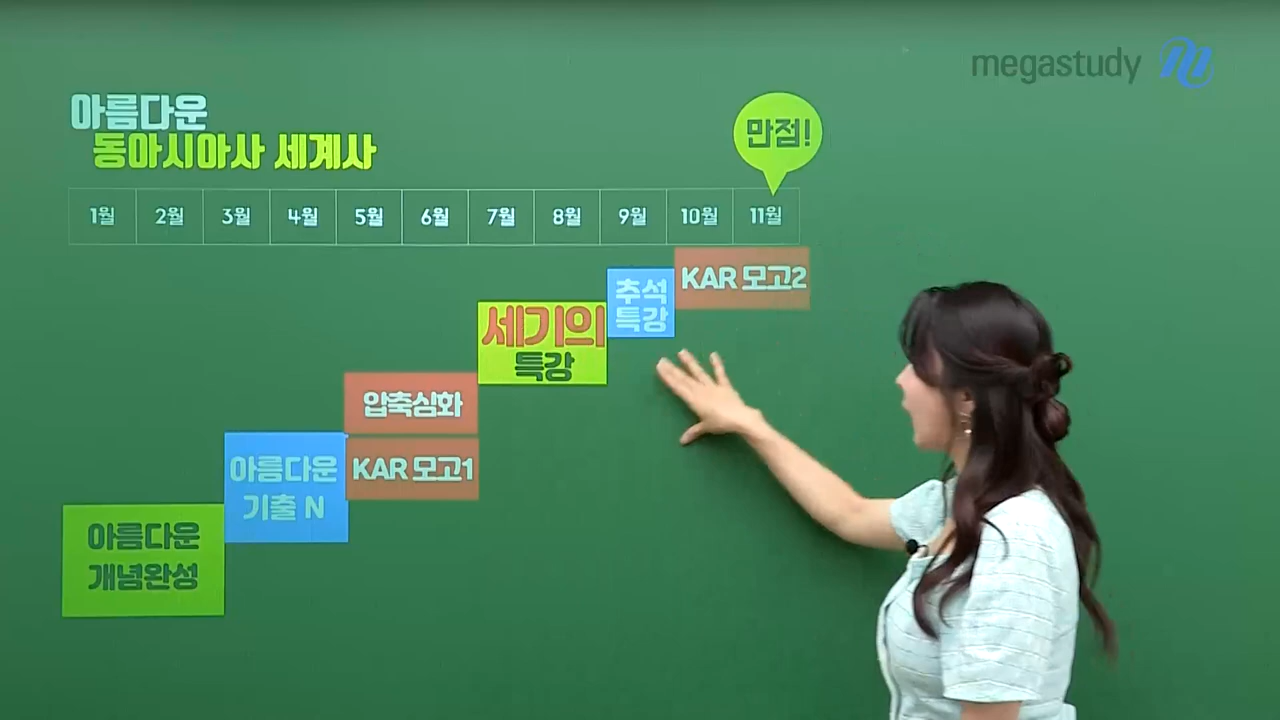 megastudy
아름다운
동아시아사 세계사
만점!
1월 2월 3월 4월 5월 6월 7월 8월 9월 10월 11월
KAR 모고2
추석
특강
세기의
특강
압축심화
아름다운
기출 N
KAR 모고1
아름다운
개념완성